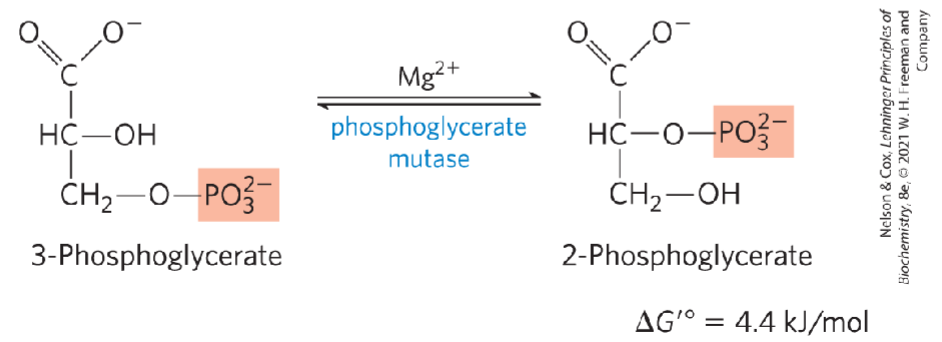 O O⁻
C
HC—OH
CH₂—O—PO₃²⁻
3-Phosphoglycerate
Mg²⁺
phosphoglycerate
mutase
O O⁻
C
HC—O—PO₃²⁻
CH₂—OH
2-Phosphoglycerate
ΔG′° = 4.4 kJ/mol
Nelson & Cox, Lehninger Principles of
Biochemistry, 8e, © 2021 W. H. Freeman and
Company